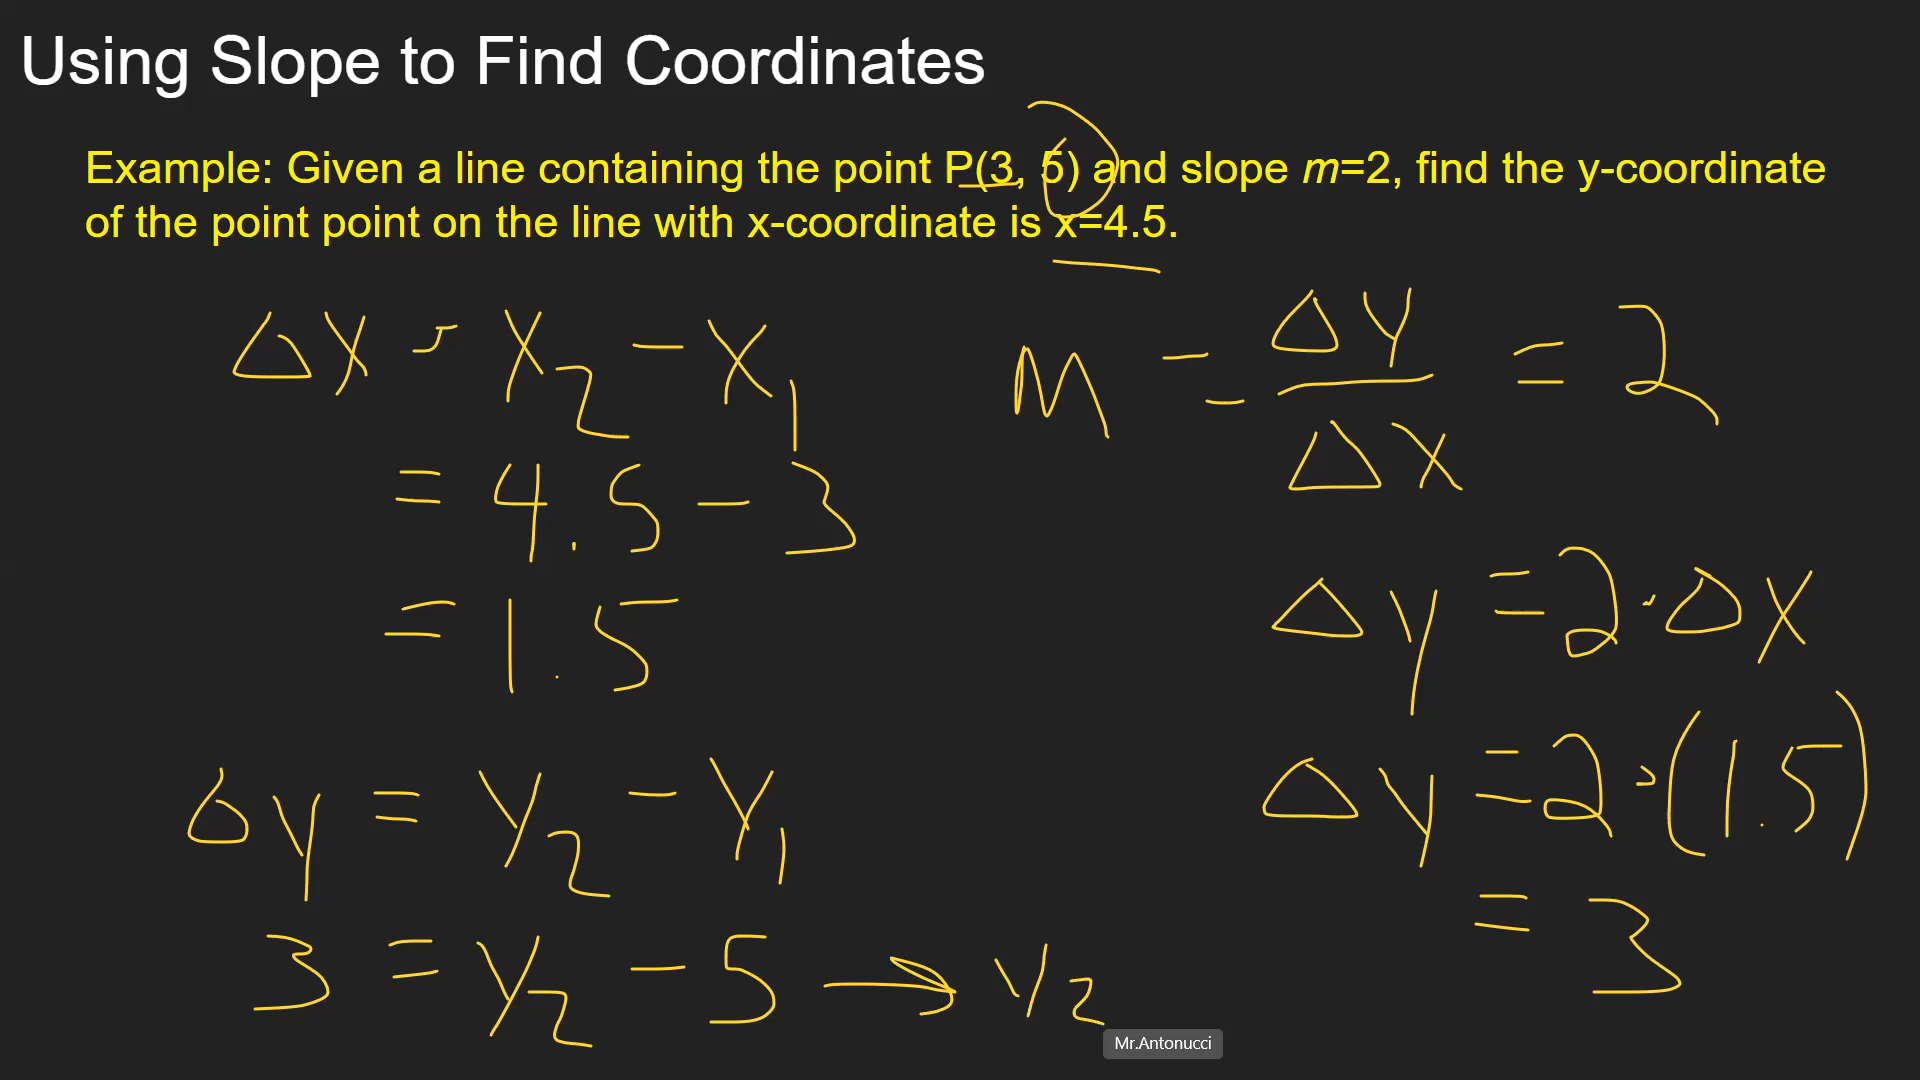 Using Slope to Find Coordinates
Example: Given a line containing the point P(3, 5) and slope m=2, find the y-coordinate
of the point point on the line with x-coordinate is x=4.5.
Δx = x₂ − x₁
= 4.5 − 3
= 1.5
Δy = y₂ − y₁
3 = y₂ − 5 → y₂
m = Δy/Δx = 2
Δy = 2 · Δx
Δy = 2 · (1.5)
= 3
Mr.Antonucci